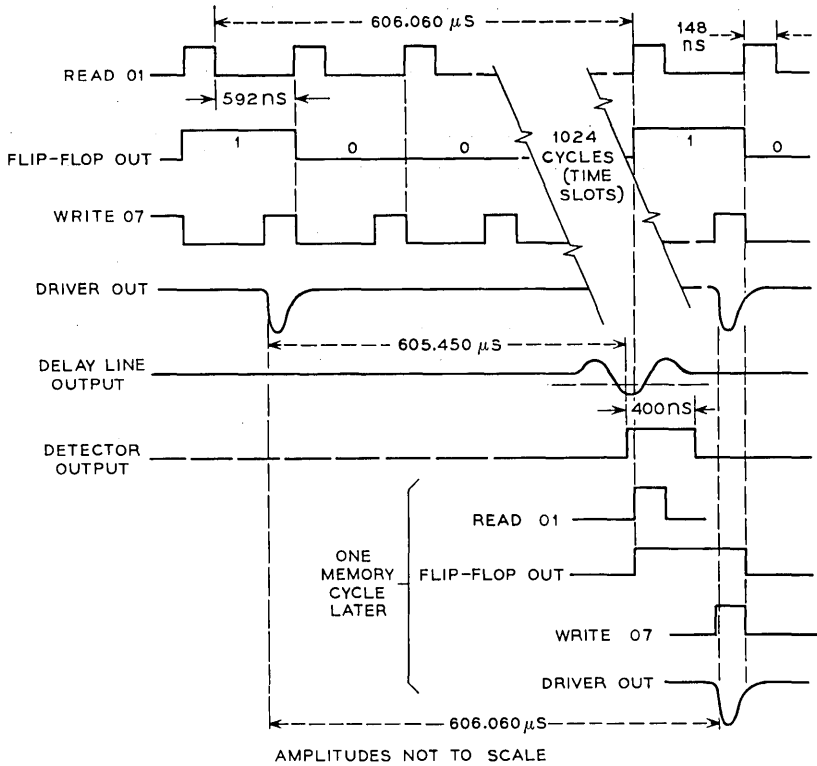 606.060 μS
148
ns
READ 01
592 ns
1 0 0 1 0
1024
CYCLES
(TIME
SLOTS)
FLIP-FLOP OUT
WRITE 07
DRIVER OUT
605.450 μS
DELAY LINE
OUTPUT
400ns
DETECTOR
OUTPUT
READ 01
ONE
MEMORY
CYCLE
LATER
FLIP-FLOP OUT
WRITE 07
DRIVER OUT
606.060 μS
AMPLITUDES NOT TO SCALE